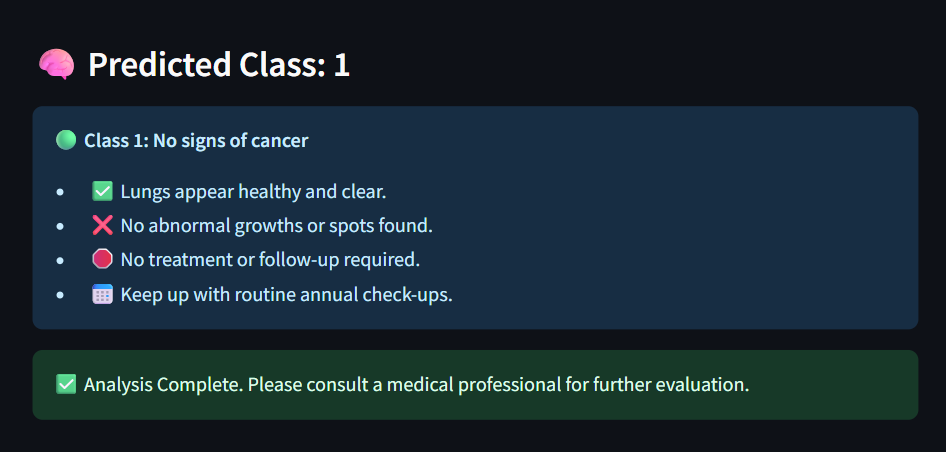 🧠 Predicted Class: 1
🟢 Class 1: No signs of cancer
• ✅ Lungs appear healthy and clear.
• ❌ No abnormal growths or spots found.
• 🛑 No treatment or follow-up required.
• 📅 Keep up with routine annual check-ups.
✅ Analysis Complete. Please consult a medical professional for further evaluation.